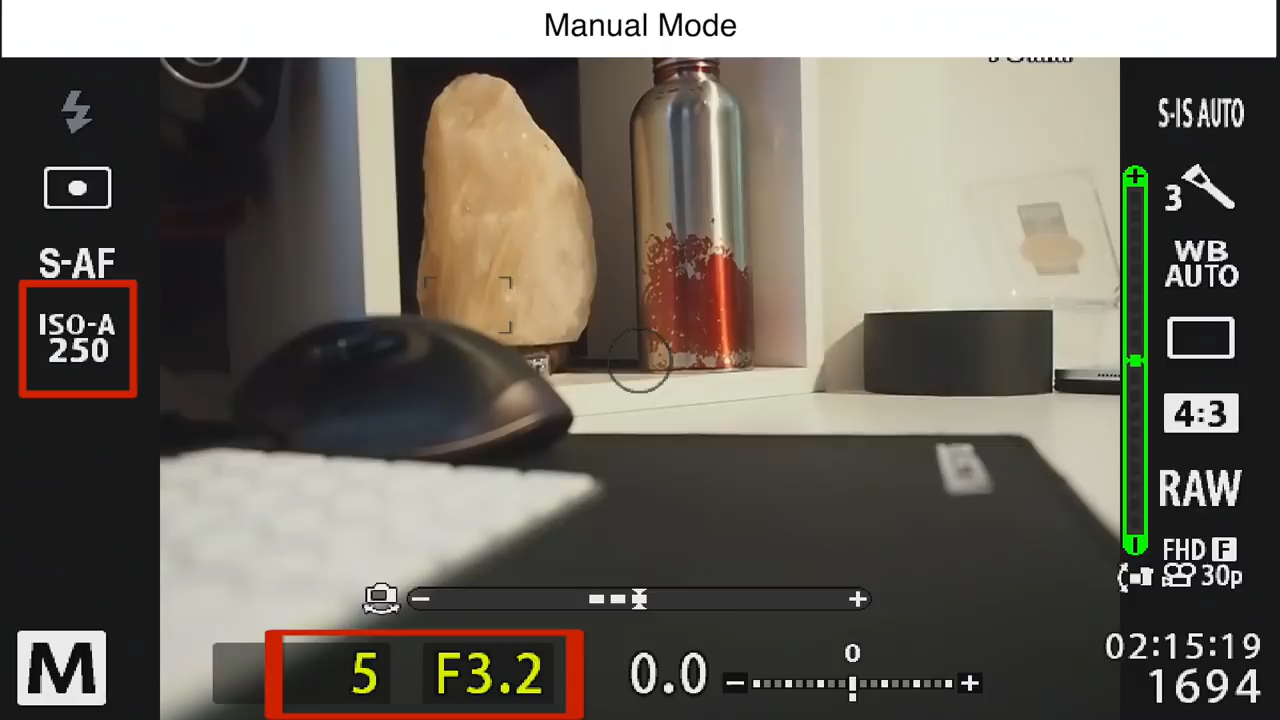 Manual Mode
S-IS AUTO
3
S-AF
WB
AUTO
ISO-A
250
4:3
RAW
FHD F
30p
M
5 F3.2 0.0
0
02:15:19
1694